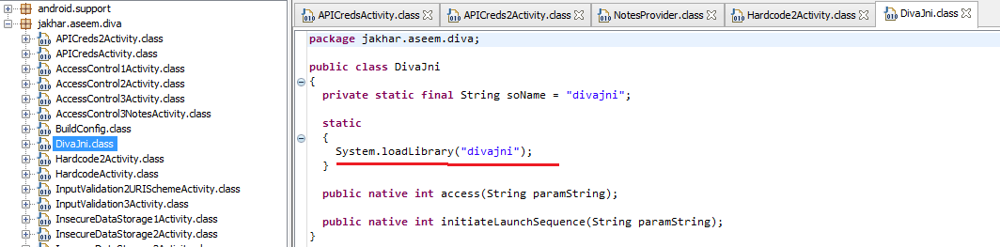 android.support
jakhar.aseem.diva
APICreds2Activity.class
APICredsActivity.class
AccessControl1Activity.class
AccessControl2Activity.class
AccessControl3Activity.class
AccessControl3NotesActivity.class
BuildConfig.class
DivaJni.class
Hardcode2Activity.class
HardcodeActivity.class
InputValidation2URISchemeActivity.class
InputValidation3Activity.class
InsecureDataStorage1Activity.class
InsecureDataStorage2Activity.class
APICredsActivity.class
APICreds2Activity.class
NotesProvider.class
Hardcode2Activity.class
DivaJni.class
package jakhar.aseem.diva;
public class DivaJni
{
private static final String soName = "divajni";
static
{
System.loadLibrary("divajni");
}
public native int access(String paramString);
public native int initiateLaunchSequence(String paramString);
}